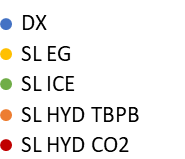 DX
SL EG
SL ICE
SL HYD TBPB
SL HYD CO2